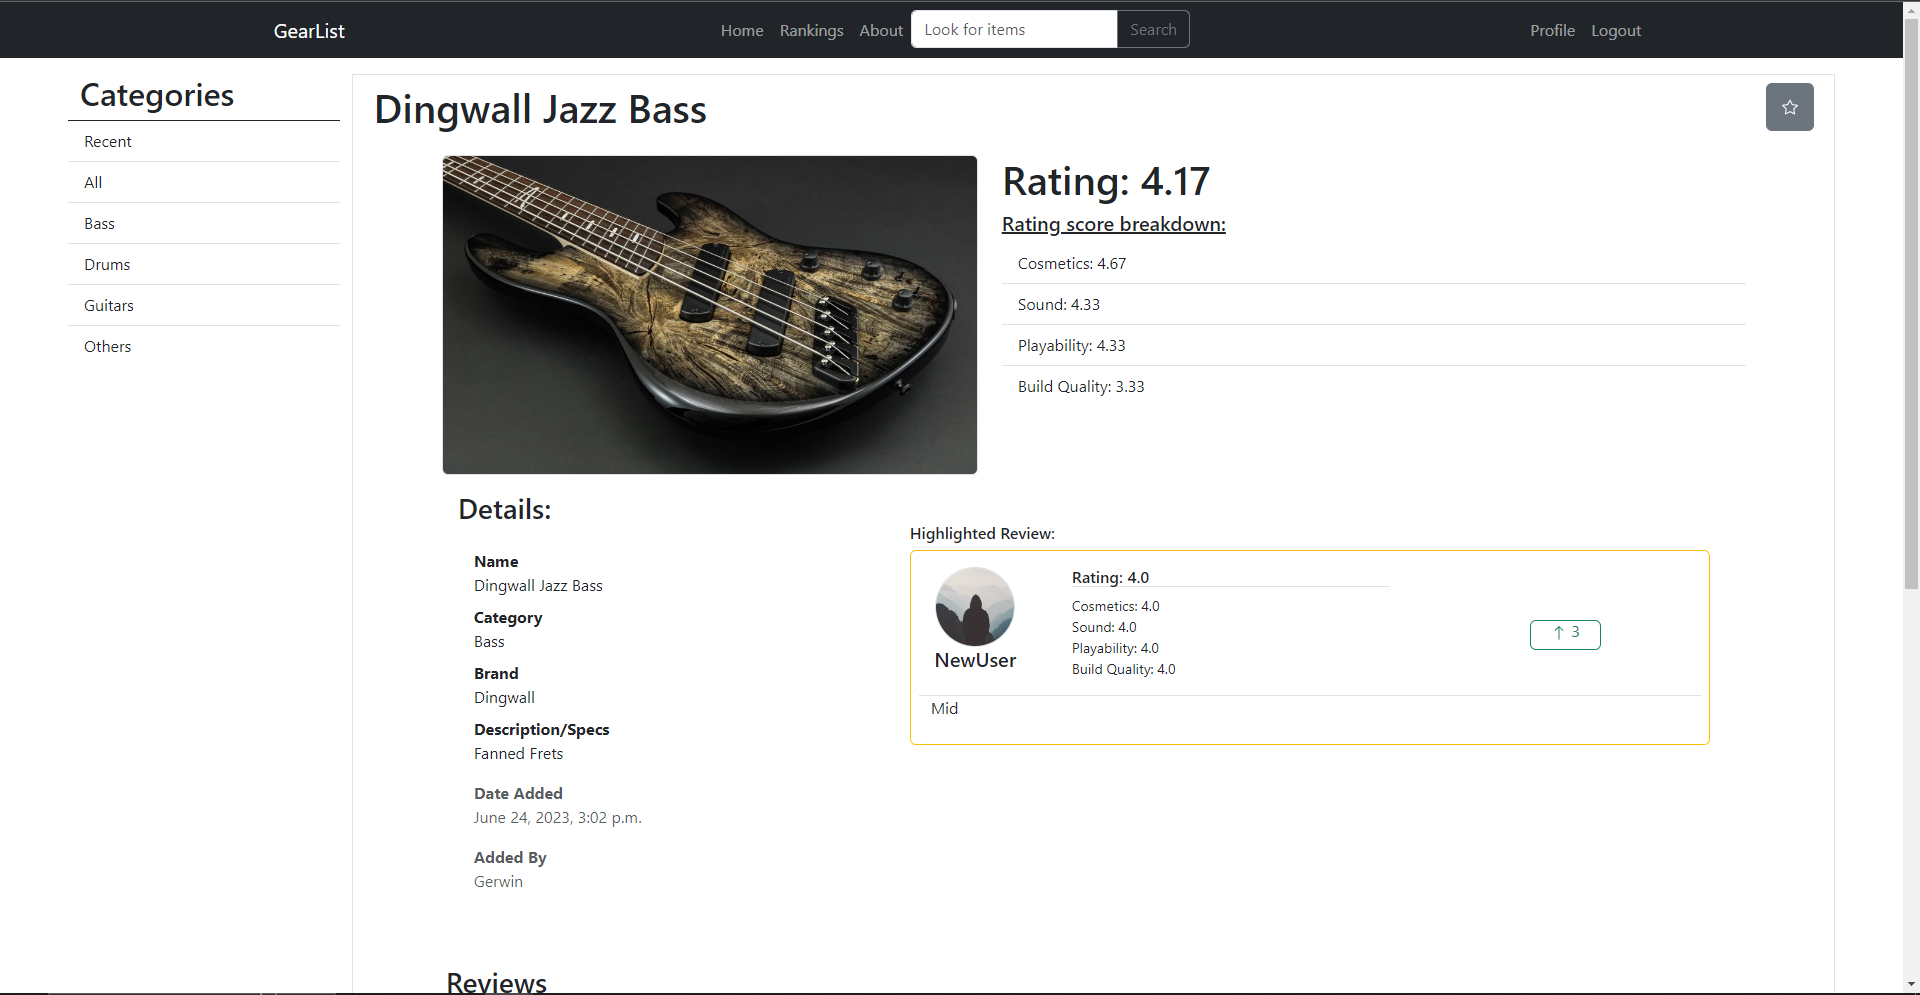 GearList
Home Rankings About Look for items Search
Profile Logout
Categories
Recent
All
Bass
Drums
Guitars
Others
Dingwall Jazz Bass
Rating: 4.17
Rating score breakdown:
Cosmetics: 4.67
Sound: 4.33
Playability: 4.33
Build Quality: 3.33
Details:
Name
Dingwall Jazz Bass
Category
Bass
Brand
Dingwall
Description/Specs
Fanned Frets
Date Added
June 24, 2023, 3:02 p.m.
Added By
Gerwin
Highlighted Review:
NewUser
Rating: 4.0
Cosmetics: 4.0
Sound: 4.0
Playability: 4.0
Build Quality: 4.0
↑ 3
Mid
Reviews